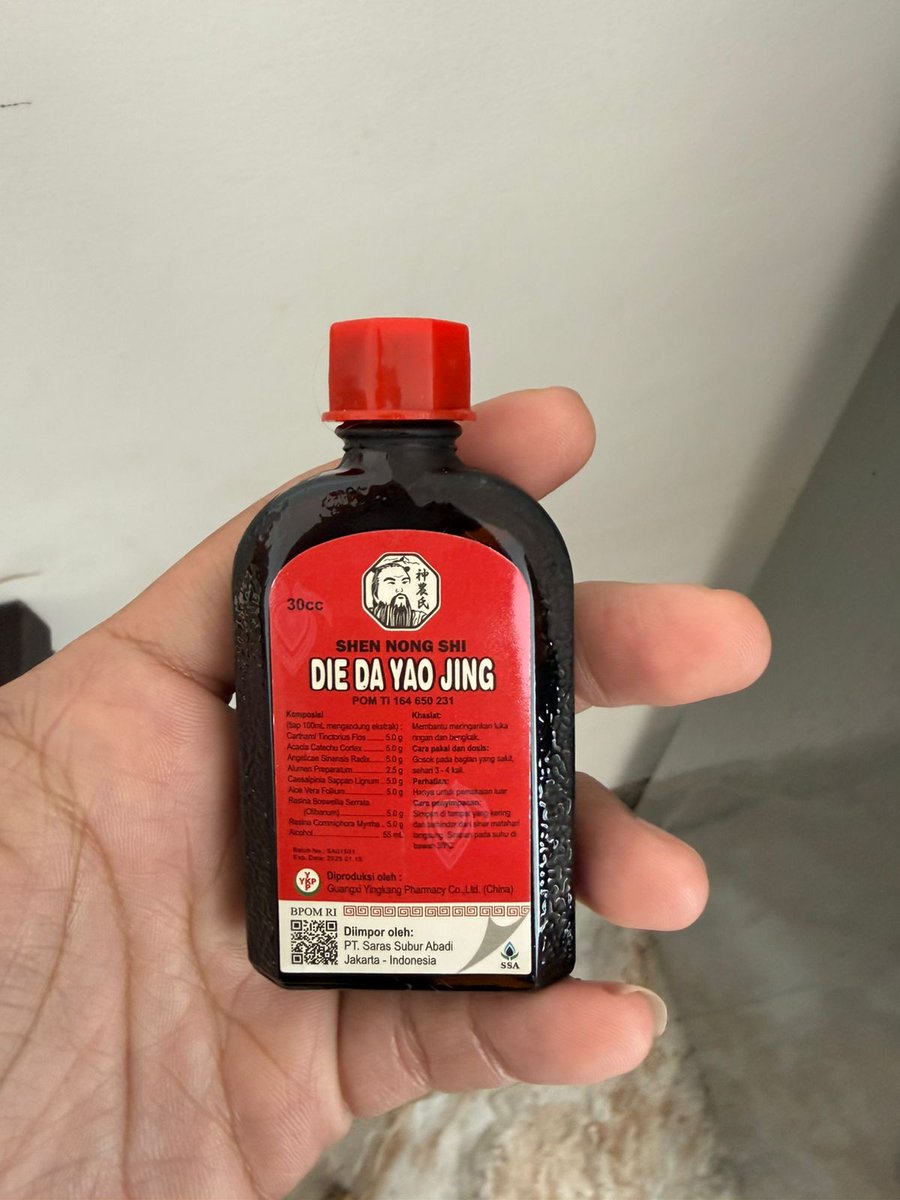 神農氏
30cc
SHEN NONG SHI
DIE DA YAO JING
POM TI 164 650 231
Komposisi
(tiap 100mL mengandung ekstrak) :
Carthami Tinctorius Flos 5.0 g
Acacia Catechu Cortex 5.0 g
Angelicae Sinensis Radix 5.0 g
Alumen Preparatum 2.5 g
Caesalpinia Sappan Lignum 5.0 g
Aloe Vera Folium 5.0 g
Resina Boswellia Serrata
(Olibanum) 5.0 g
Resina Commiphora Myrrha 5.0 g
Alcohol 55 mL
Khasiat:
Membantu meringankan luka
ringan dan bengkak.
Cara pakai dan dosis:
Gosok pada bagian yang sakit,
sehari 3 - 4 kali.
Perhatian:
Hanya untuk pemakaian luar
Cara penyimpanan:
Simpan di tempat yang kering
dan terhindar dari sinar matahari
langsung. Simpan pada suhu di
bawah 30°C.
Batch No.:
Exp. Date:
YKP
Diproduksi oleh :
Guangxi Yingkang Pharmacy Co.,Ltd. (China)
BPOM RI
Diimpor oleh:
PT. Saras Subur Abadi
Jakarta - Indonesia
SSA